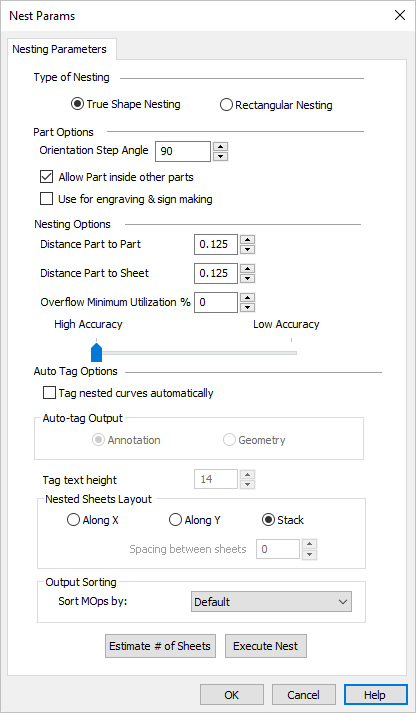 Nest Params
Nesting Parameters
Type of Nesting
True Shape Nesting Rectangular Nesting
Part Options
Orientation Step Angle 90
Allow Part inside other parts
Use for engraving & sign making
Nesting Options
Distance Part to Part 0.125
Distance Part to Sheet 0.125
Overflow Minimum Utilization % 0
High Accuracy Low Accuracy
Auto Tag Options
Tag nested curves automatically
Auto-tag Output
Annotation Geometry
Tag text height 14
Nested Sheets Layout
Along X Along Y Stack
Spacing between sheets 0
Output Sorting
Sort MOps by: Default
Estimate # of Sheets Execute Nest
OK Cancel Help